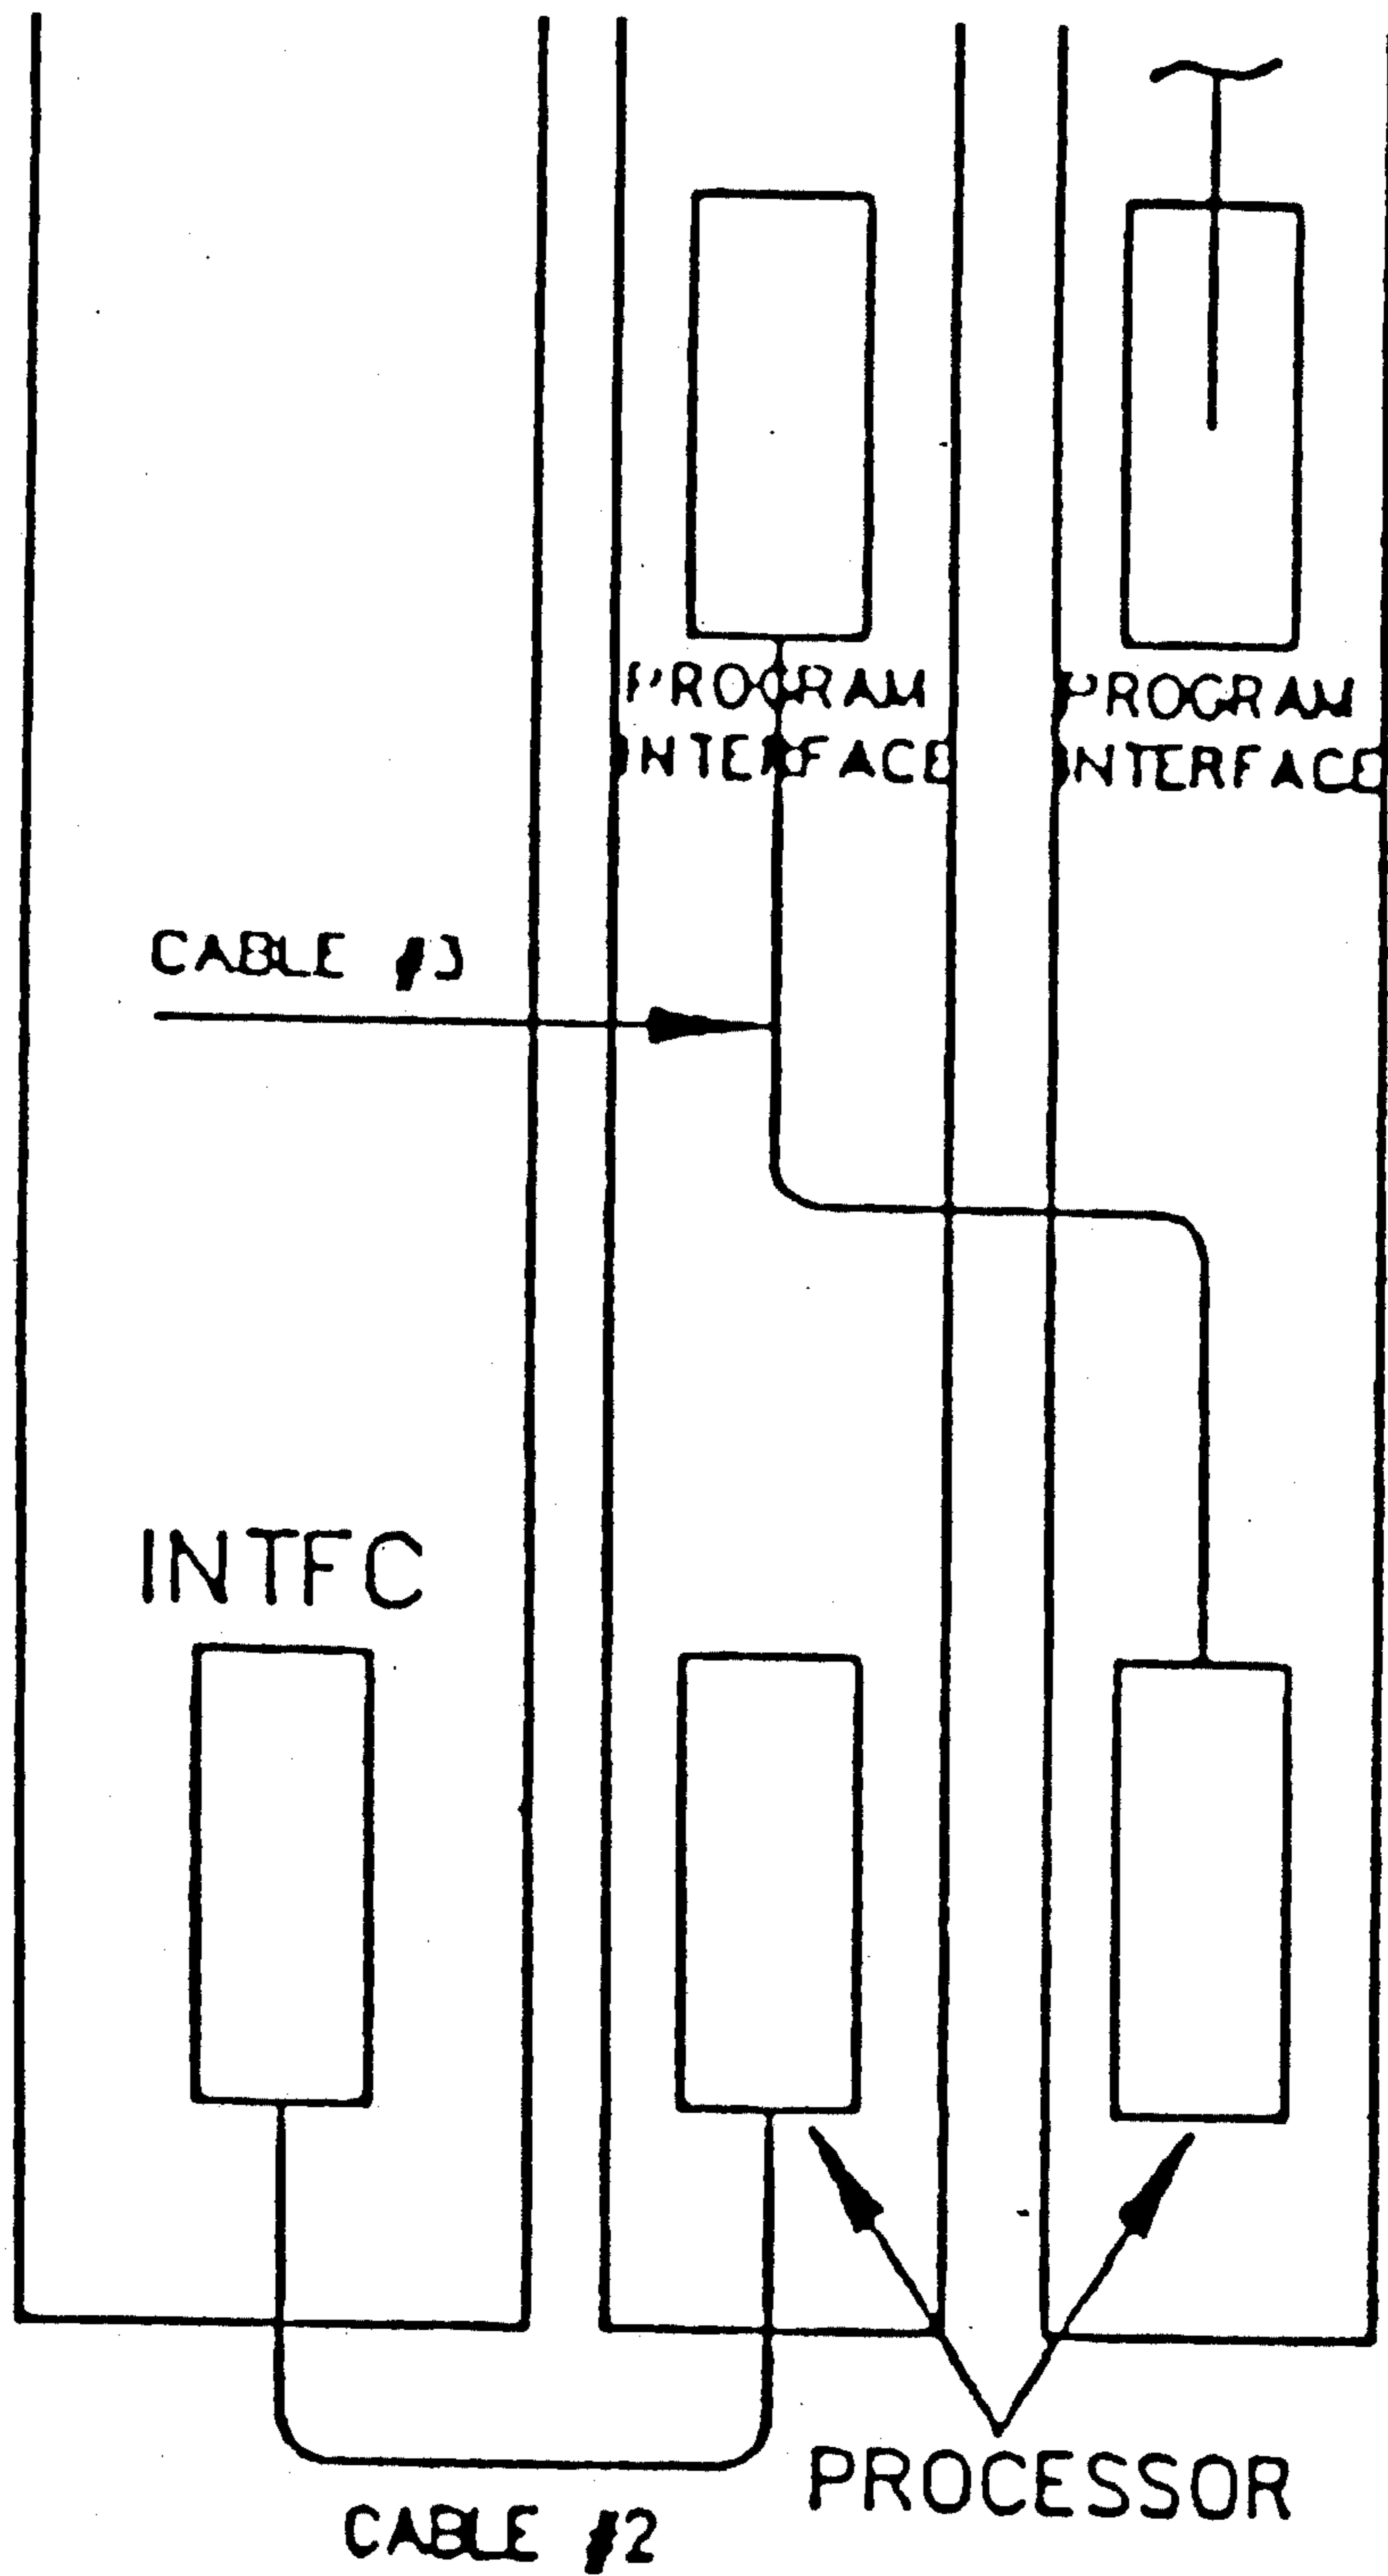 PROGRAM
INTERFACE
PROGRAM
INTERFACE
CABLE #3
INTFC
PROCESSOR
CABLE #2